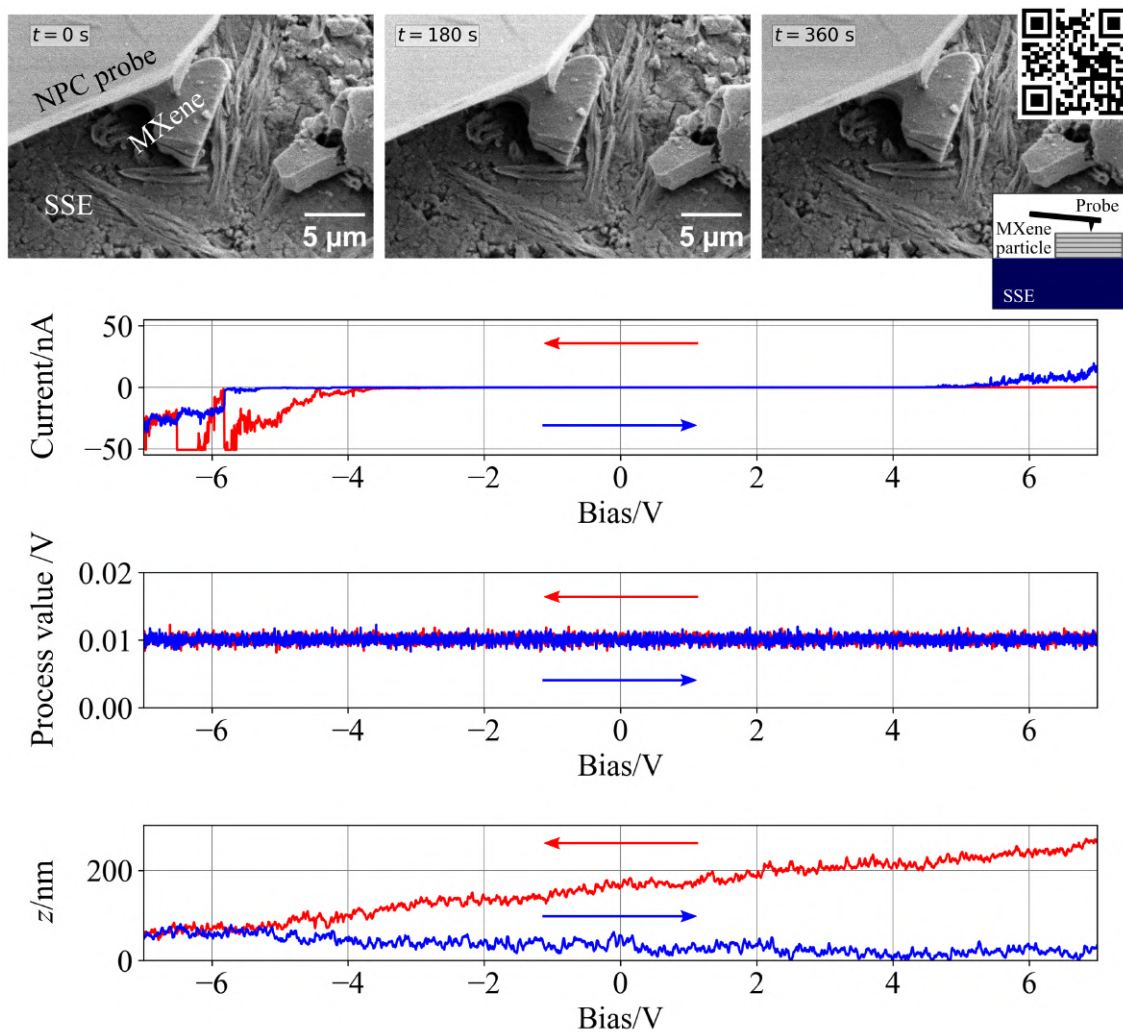 t = 0 s
t = 180 s
t = 360 s
NPC probe
MXene
SSE
5 μm
5 μm
Probe
MXene
particle
SSE
50
0
−50
Current/nA
−6 −4 −2 0 2 4 6
Bias/V
0.02
0.01
0.00
Process value /V
−6 −4 −2 0 2 4 6
Bias/V
200
0
z/nm
−6 −4 −2 0 2 4 6
Bias/V